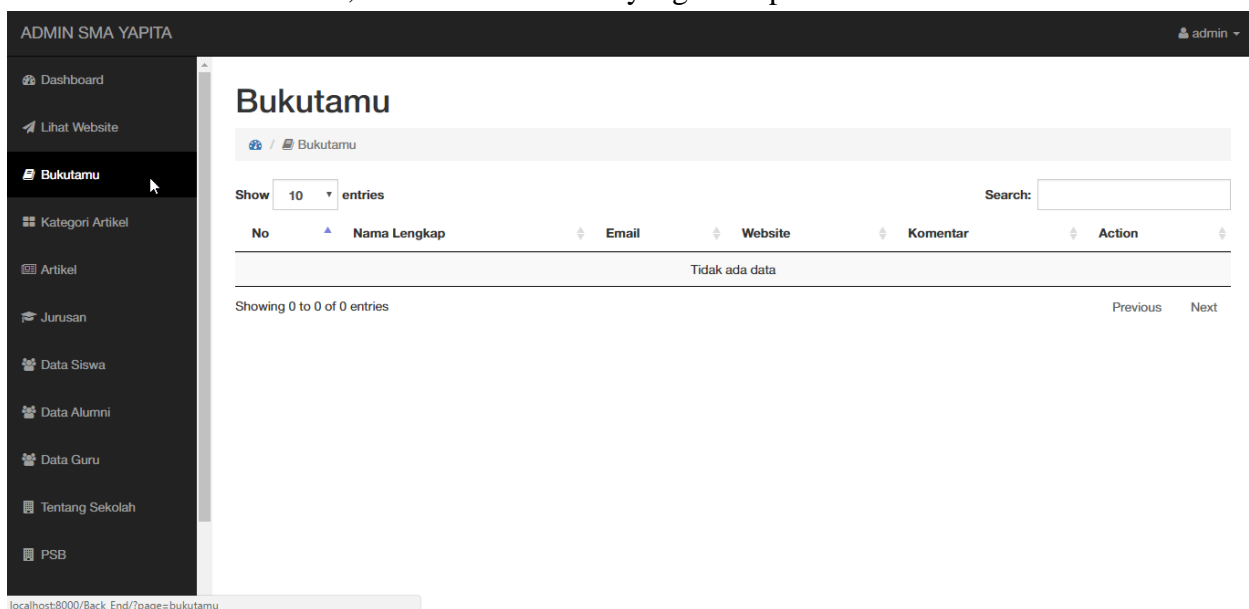 ADMIN SMA YAPITA
admin
Dashboard
Lihat Website
Bukutamu
Kategori Artikel
Artikel
Jurusan
Data Siswa
Data Alumni
Data Guru
Tentang Sekolah
PSB
Bukutamu
/ Bukutamu
Show 10 entries Search:
No Nama Lengkap Email Website Komentar Action
Tidak ada data
Showing 0 to 0 of 0 entries Previous Next
localhost:8000/Back_End/?page=bukutamu